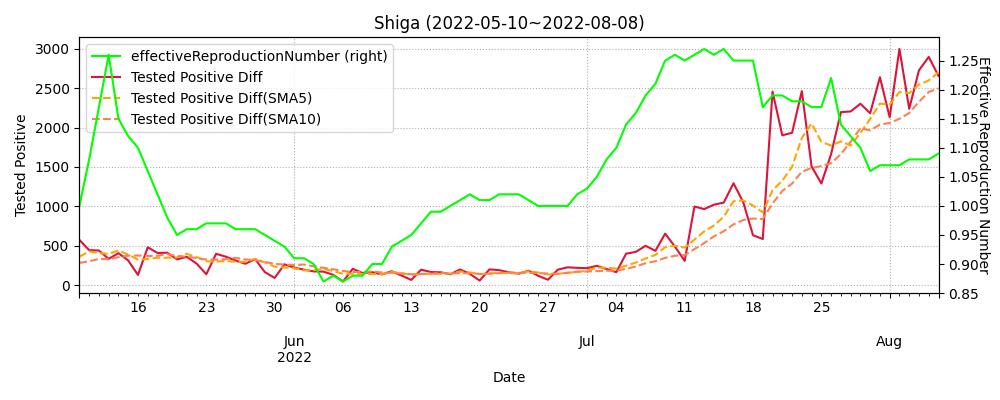 Shiga (2022-05-10~2022-08-08)
effectiveReproductionNumber (right)
Tested Positive Diff
Tested Positive Diff(SMA5)
Tested Positive Diff(SMA10)
Tested Positive
3000
2500
2000
1500
1000
500
0
1.25
1.20
1.15
1.10
1.05
1.00
0.95
0.90
0.85
Effective Reproduction Number
16 23 30 06 13 20 27 04 11 18 25
Jun Jul Aug
2022
Date